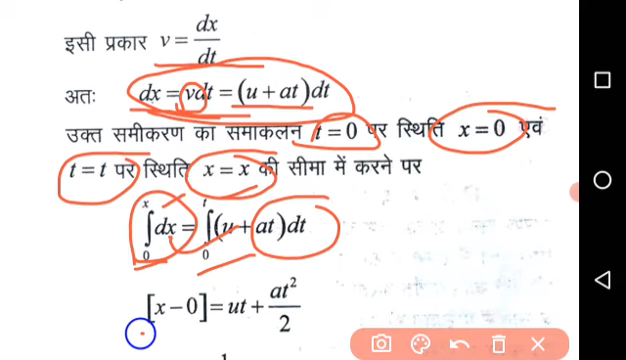 इसी प्रकार v = dx/dt
अतः dx = vdt = (u + at)dt
उक्त समीकरण का समाकलन t = 0 पर स्थिति x = 0 एवं
t = t पर स्थिति x = x की सीमा में करने पर
∫₀ˣ dx = ∫₀ᵗ (u + at)dt
[x − 0] = ut + at²/2
1